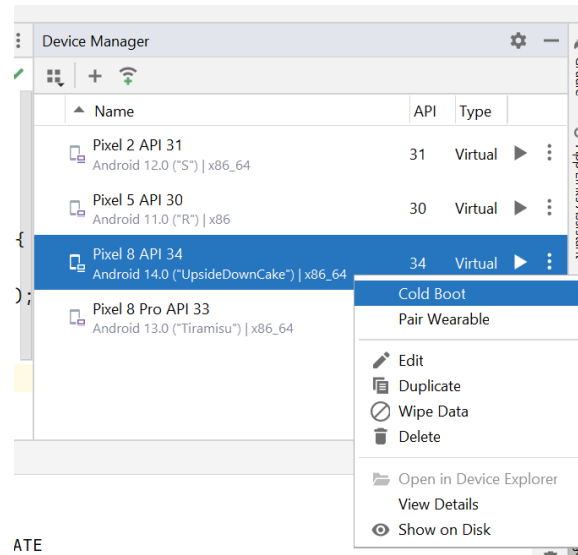 Device Manager
Name API Type
Pixel 2 API 31
Android 12.0 ("S") | x86_64
31 Virtual
Pixel 5 API 30
Android 11.0 ("R") | x86
30 Virtual
{
Pixel 8 API 34
Android 14.0 ("UpsideDownCake") | x86_64
34 Virtual
);
Pixel 8 Pro API 33
Android 13.0 ("Tiramisu") | x86_64
Cold Boot
Pair Wearable
Edit
Duplicate
Wipe Data
Delete
Open in Device Explorer
View Details
Show on Disk
ATE